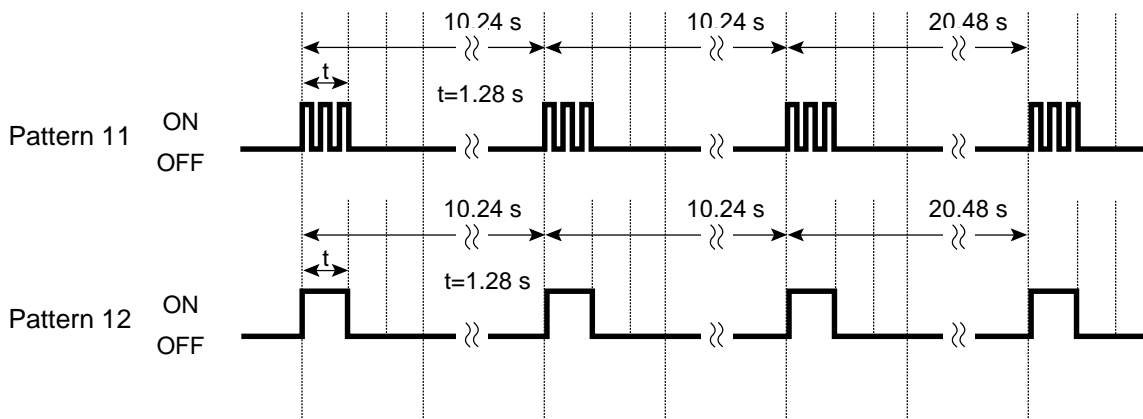 10.24 s 10.24 s 20.48 s
t
t=1.28 s
Pattern 11 ON
OFF
10.24 s 10.24 s 20.48 s
t
t=1.28 s
Pattern 12 ON
OFF